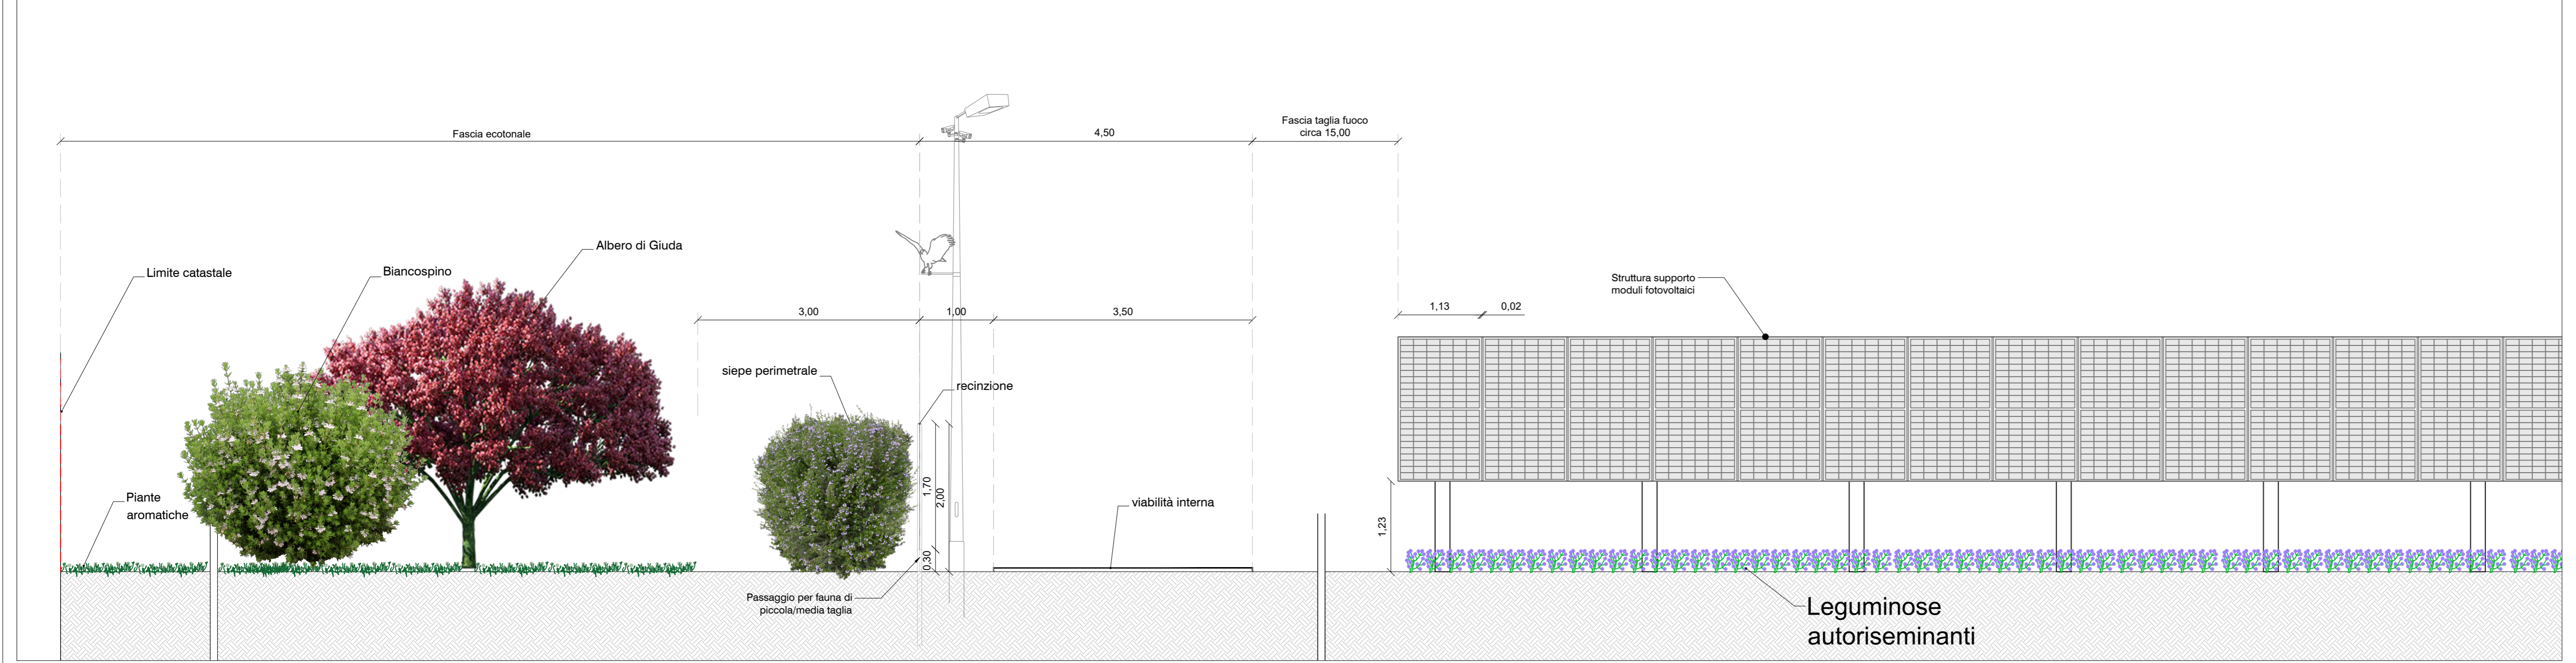 Fascia ecotonale
4,50
Fascia taglia fuoco
circa 15,00
Limite catastale
Biancospino
Albero di Giuda
3,00
1,00
3,50
Struttura supporto
moduli fotovoltaici
1,13
0,02
siepe perimetrale
recinzione
Piante
aromatiche
1,70
2,00
0,30
viabilità interna
1,23
Passaggio per fauna di
piccola/media taglia
Leguminose
autoriseminanti